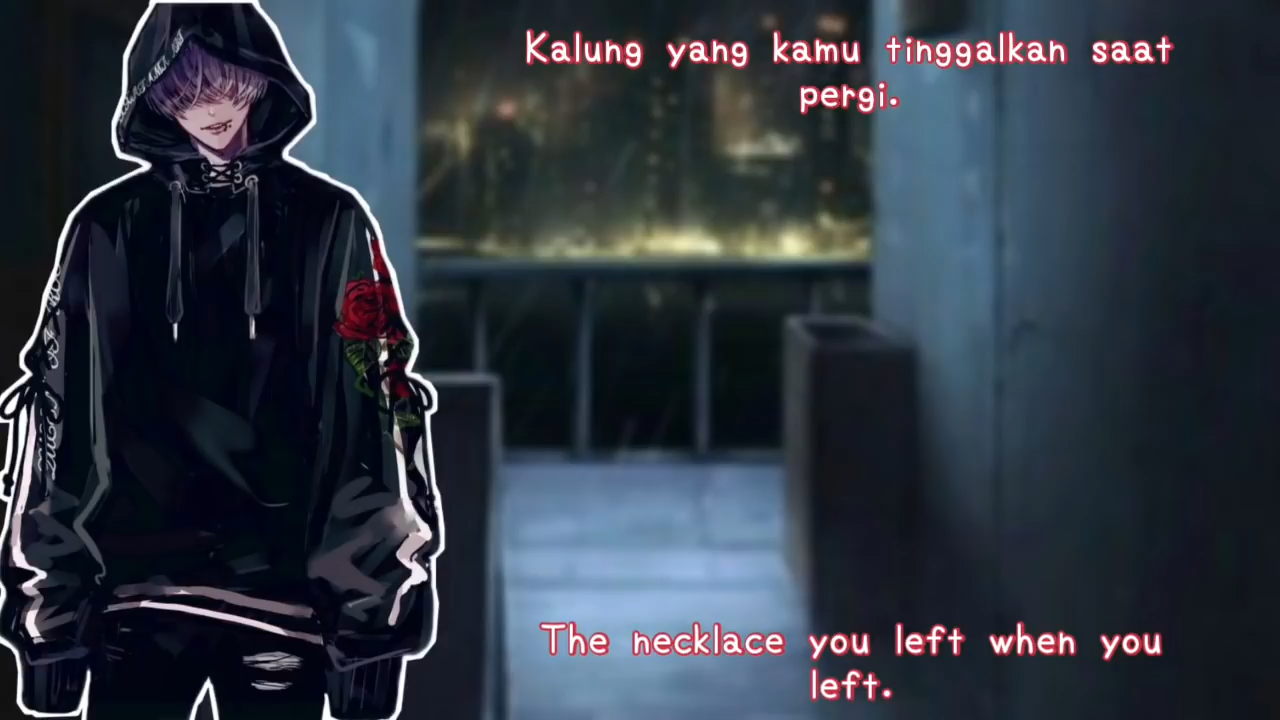 Kalung yang kamu tinggalkan saat
pergi.
The necklace you left when you
left.